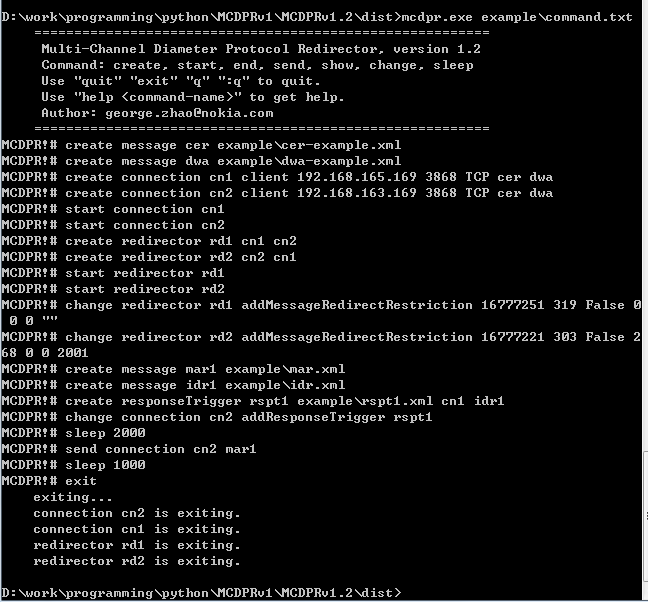 D:\work\programming\python\MCDPRv1\MCDPRv1.2\dist>mcdpr.exe example\command.txt
==========================================================
Multi-Channel Diameter Protocol Redirector, version 1.2
Command: create, start, end, send, show, change, sleep
Use "quit" "exit" "q" ":q" to quit.
Use "help <command-name>" to get help.
Author: george.zhao@nokia.com
==========================================================
MCDPR!# create message cer example\cer-example.xml
MCDPR!# create message dwa example\dwa-example.xml
MCDPR!# create connection cn1 client 192.168.165.169 3868 TCP cer dwa
MCDPR!# create connection cn2 client 192.168.163.169 3868 TCP cer dwa
MCDPR!# start connection cn1
MCDPR!# start connection cn2
MCDPR!# create redirector rd1 cn1 cn2
MCDPR!# create redirector rd2 cn2 cn1
MCDPR!# start redirector rd1
MCDPR!# start redirector rd2
MCDPR!# change redirector rd1 addMessageRedirectRestriction 16777251 319 False 0
 0 0 ""
MCDPR!# change redirector rd2 addMessageRedirectRestriction 16777221 303 False 2
68 0 0 2001
MCDPR!# create message mar1 example\mar.xml
MCDPR!# create message idr1 example\idr.xml
MCDPR!# create responseTrigger rspt1 example\rspt1.xml cn1 idr1
MCDPR!# change connection cn2 addResponseTrigger rspt1
MCDPR!# sleep 2000
MCDPR!# send connection cn2 mar1
MCDPR!# sleep 1000
MCDPR!# exit
exiting...
connection cn2 is exiting.
connection cn1 is exiting.
redirector rd1 is exiting.
redirector rd2 is exiting.
D:\work\programming\python\MCDPRv1\MCDPRv1.2\dist>